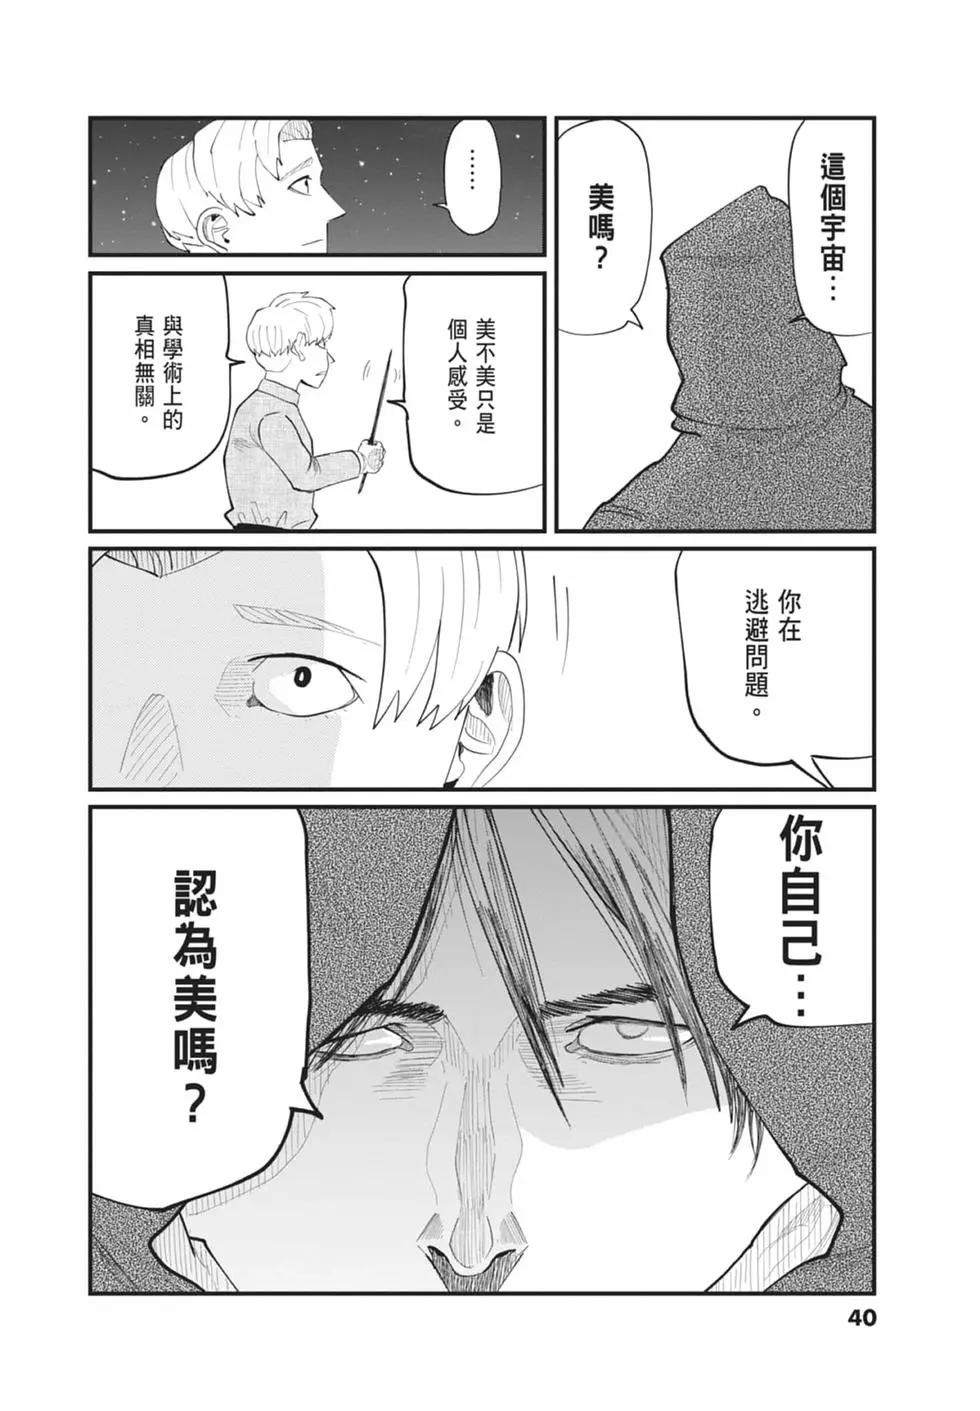 這個宇宙…
美嗎？
……
美不美只是
個人感受。
與學術上的
真相無關。
你在
逃避問題。
你自己…
認為美嗎？
40